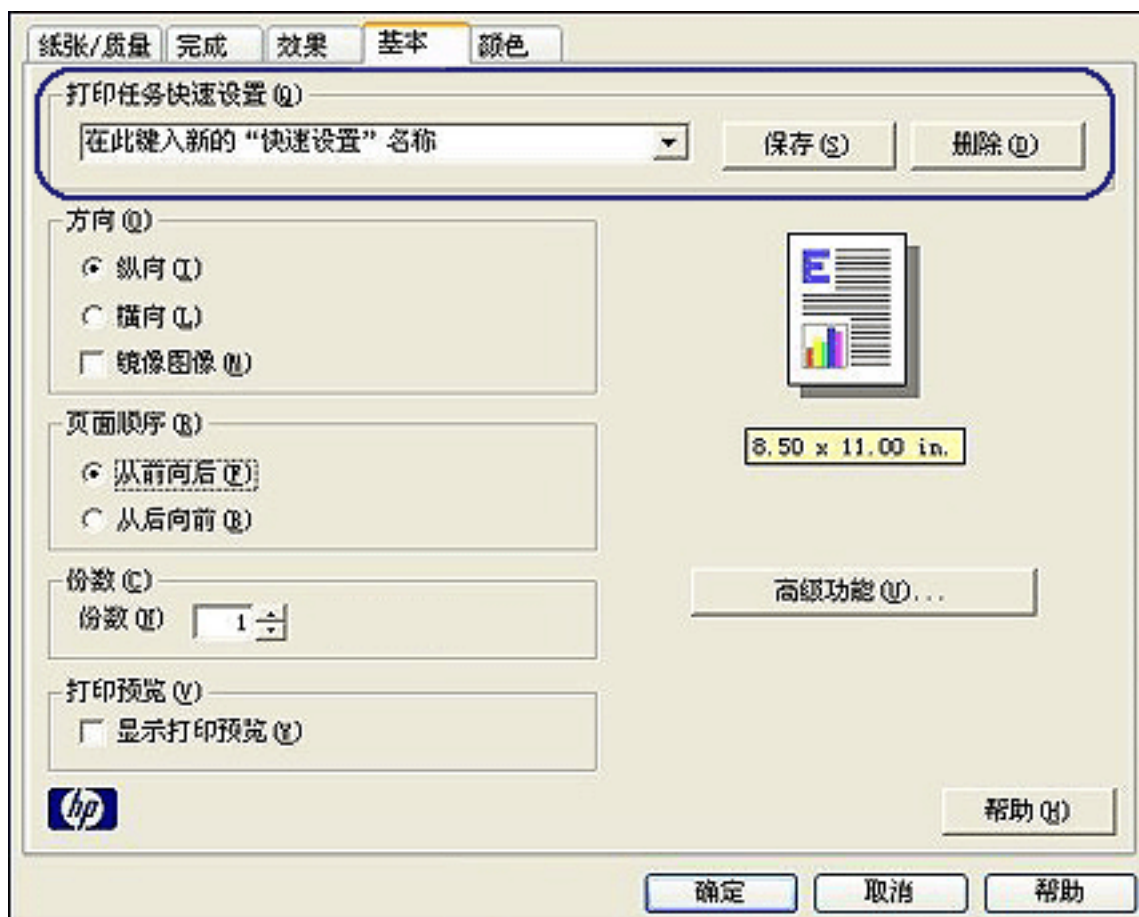 纸张/质量 完成 效果 基本 颜色
打印任务快速设置(Q)
在此键入新的“快速设置”名称 保存(S) 删除(D)
方向(O)
纵向(T)
横向(L)
镜像图像(N)
E
8.50 x 11.00 in.
页面顺序(R)
从前向后(F)
从后向前(B)
份数(C)
份数(N) 1
高级功能(U)...
打印预览(V)
显示打印预览(Y)
hp
帮助(H)
确定 取消 帮助